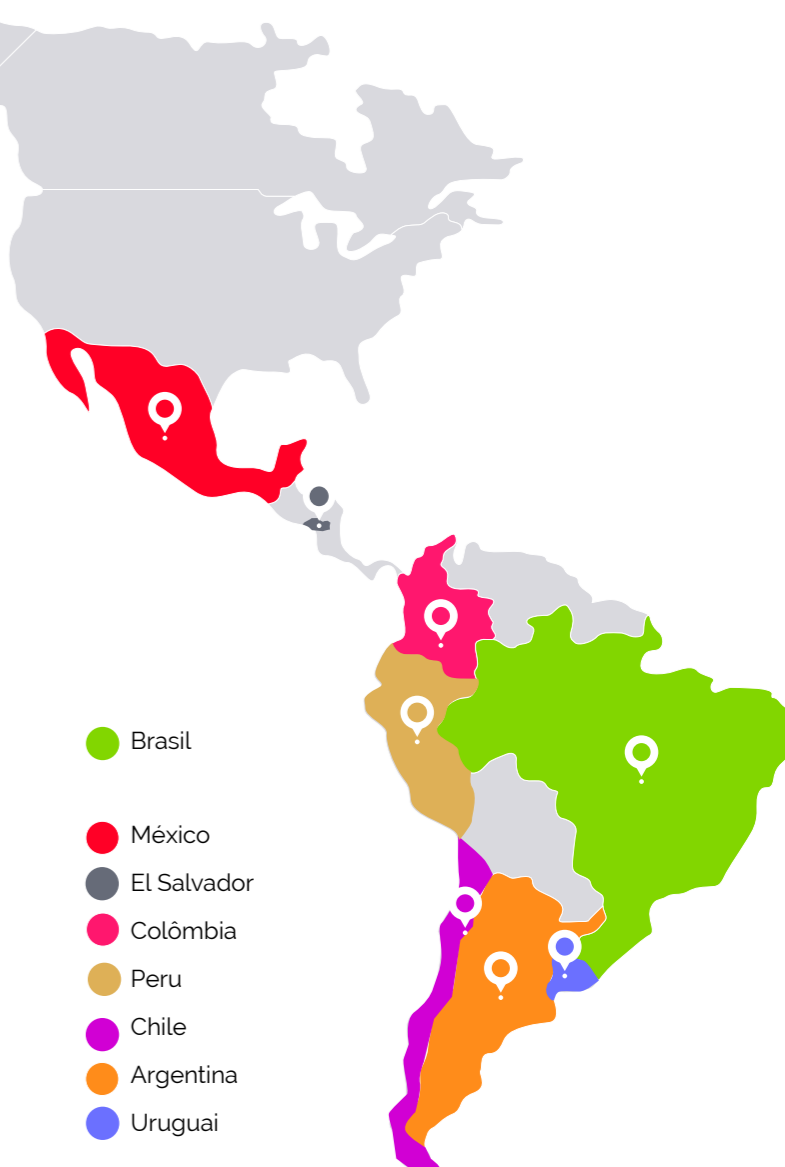 Brasil
México
El Salvador
Colômbia
Peru
Chile
Argentina
Uruguai